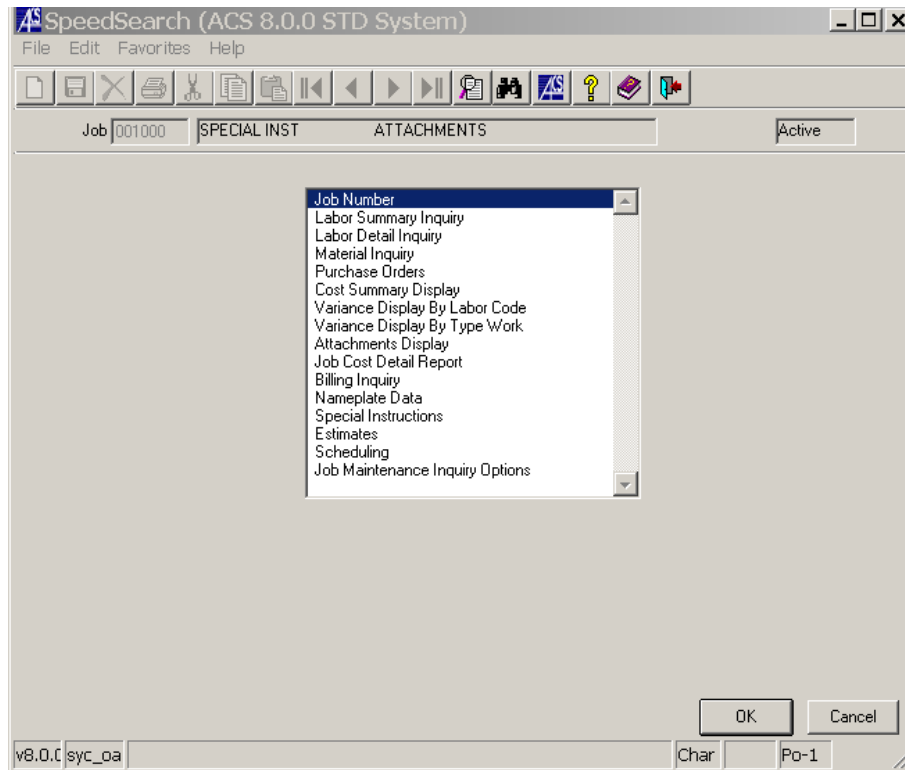 SpeedSearch (ACS 8.0.0 STD System)
File Edit Favorites Help
Job 001000 SPECIAL INST ATTACHMENTS Active
Job Number
Labor Summary Inquiry
Labor Detail Inquiry
Material Inquiry
Purchase Orders
Cost Summary Display
Variance Display By Labor Code
Variance Display By Type Work
Attachments Display
Job Cost Detail Report
Billing Inquiry
Nameplate Data
Special Instructions
Estimates
Scheduling
Job Maintenance Inquiry Options
OK Cancel
v8.0. syc_oa Char Po-1